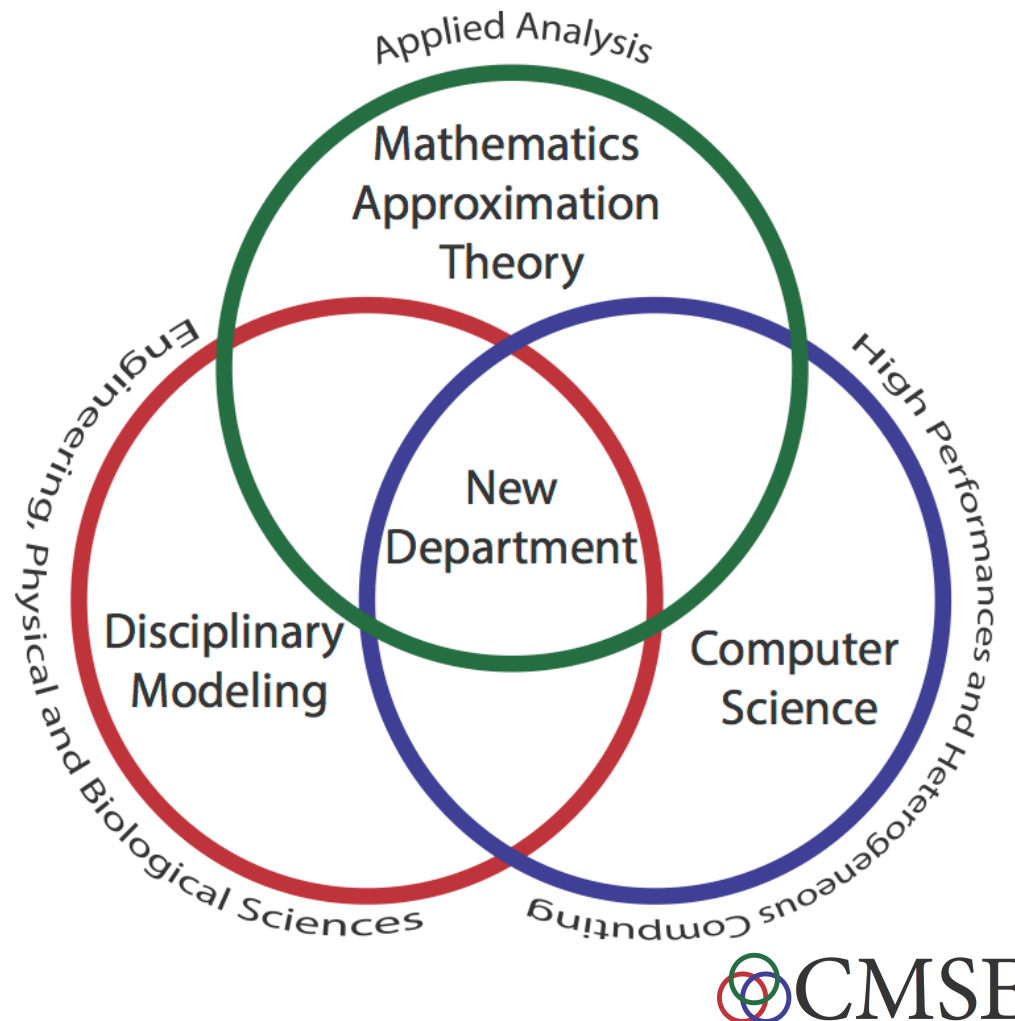 Applied Analysis
Mathematics
Approximation
Theory
Engineering, Physical and Biological Sciences
High Performances and Heterogeneous Computing
New
Department
Disciplinary
Modeling
Computer
Science
CMSE